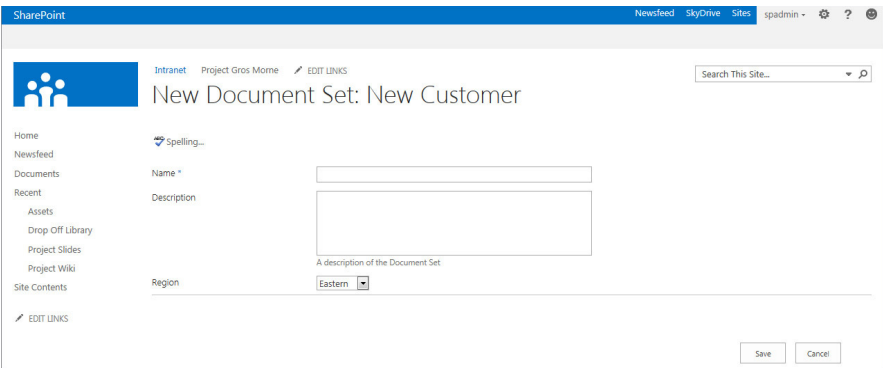 SharePoint
Newsfeed SkyDrive Sites spadmin ?
Intranet Project Gros Morne EDIT LINKS
Search This Site...
New Document Set: New Customer
Home
Newsfeed
Documents
Recent
Assets
Drop Off Library
Project Slides
Project Wiki
Site Contents
EDIT LINKS
ABC Spelling...
Name *
Description
A description of the Document Set
Region Eastern
Save Cancel